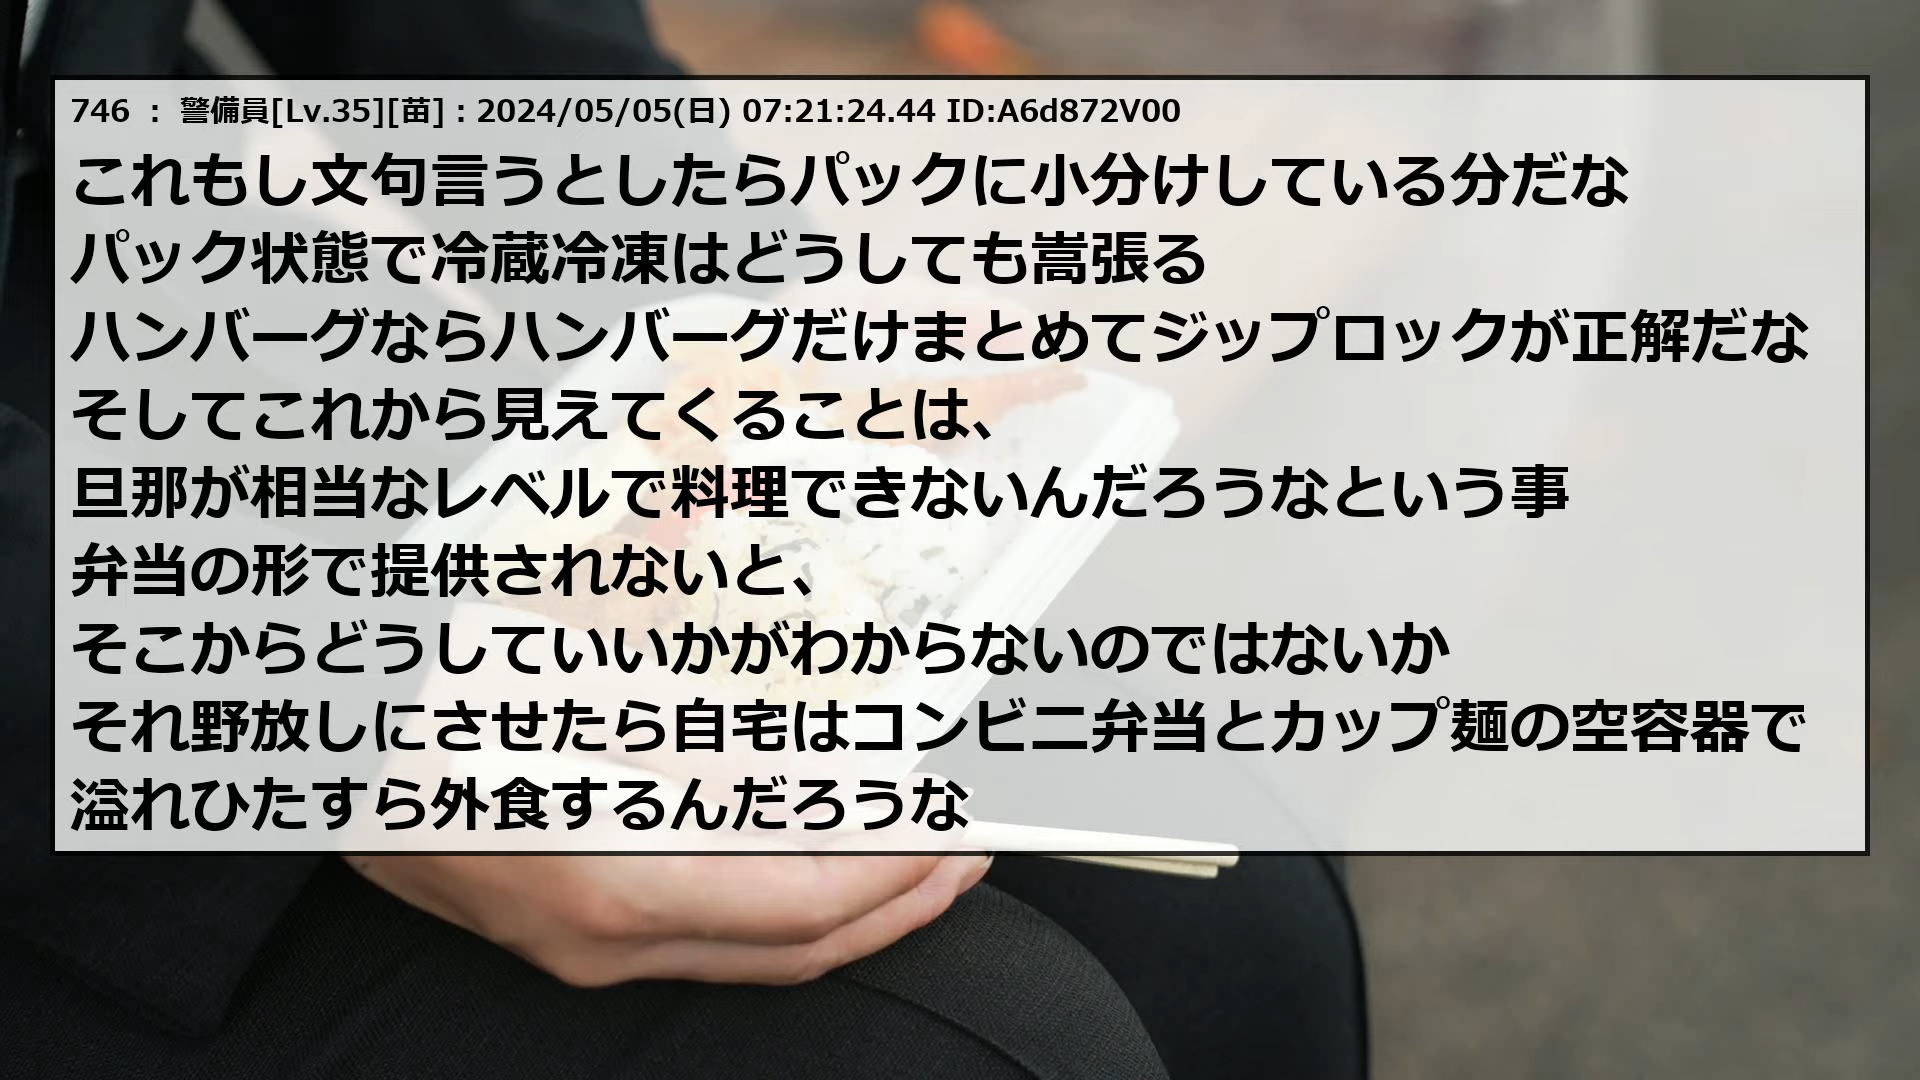 746 : 警備員[Lv.35][苗] : 2024/05/05(日) 07:21:24.44 ID:A6d872V00
これもし文句言うとしたらパックに小分けしている分だな
パック状態で冷蔵冷凍はどうしても嵩張る
ハンバーグならハンバーグだけまとめてジップロックが正解だな
そしてこれから見えてくることは、
旦那が相当なレベルで料理できないんだろうなという事
弁当の形で提供されないと、
そこからどうしていいかがわからないのではないか
それ野放しにさせたら自宅はコンビニ弁当とカップ麺の空容器で
溢れひたすら外食するんだろうな